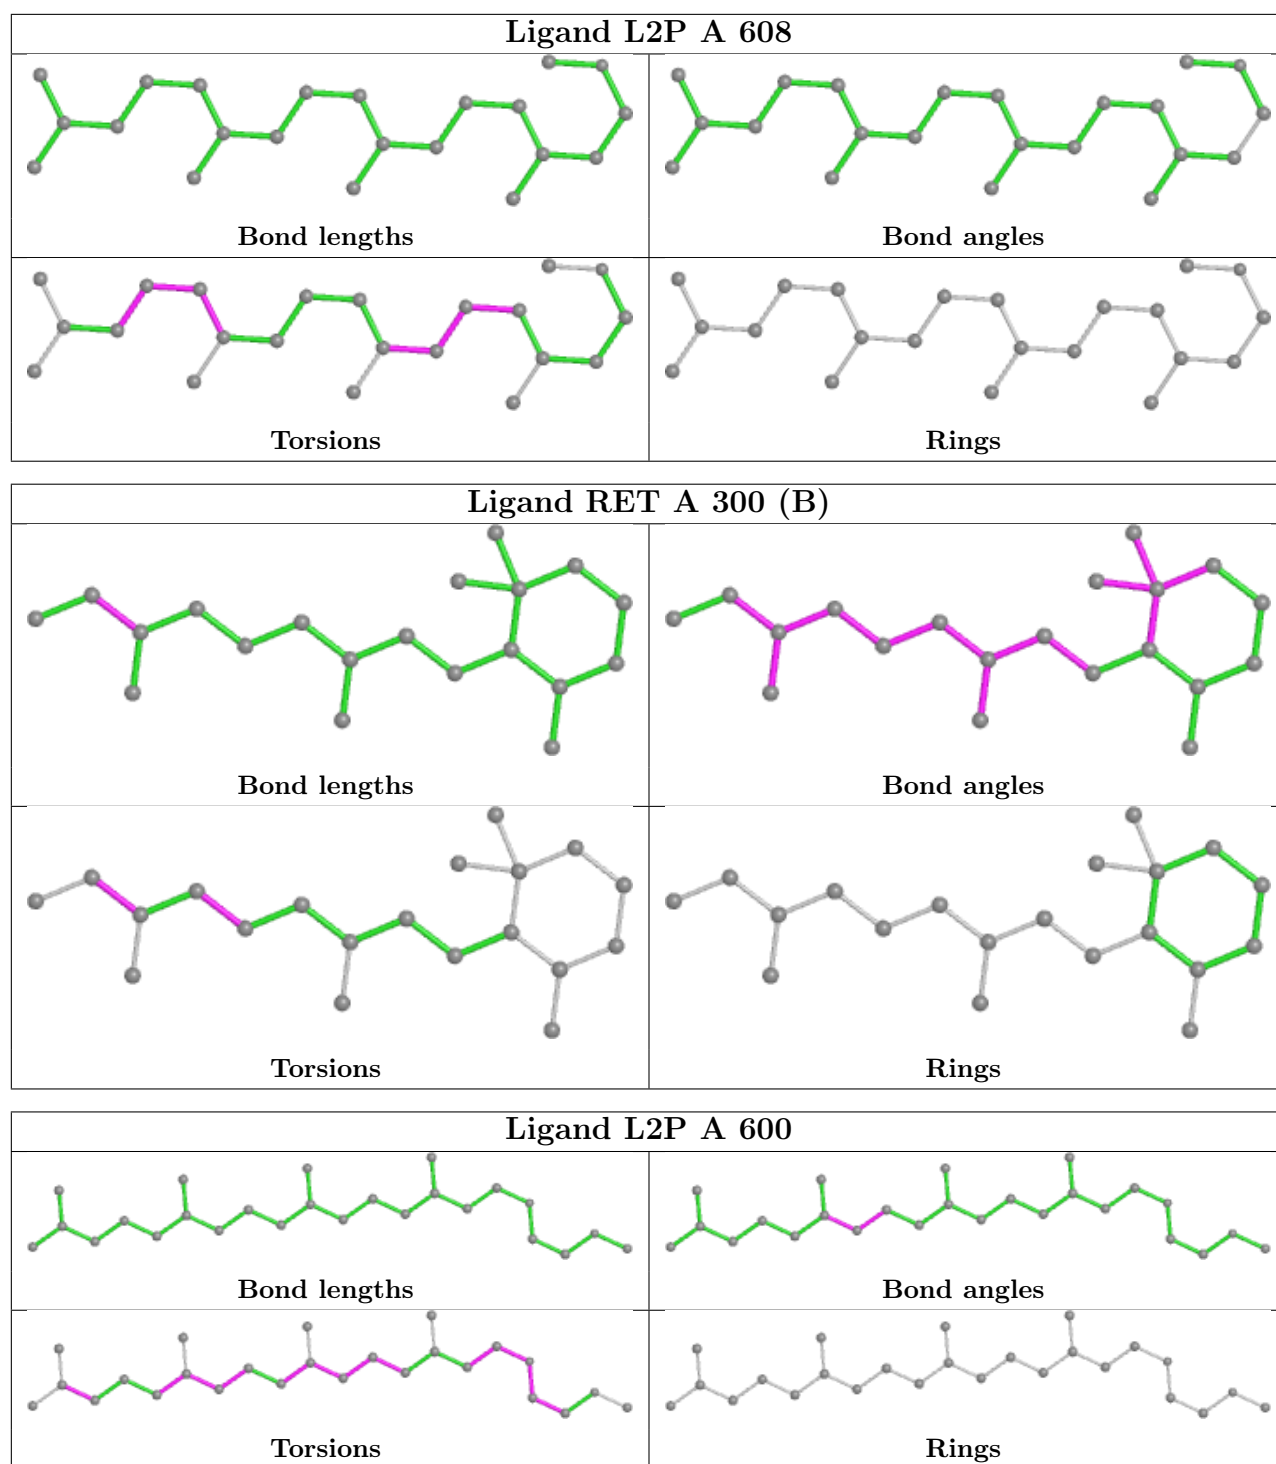 Ligand L2P A 608
Bond lengths
Bond angles
Torsions
Rings
Ligand RET A 300 (B)
Bond lengths
Bond angles
Torsions
Rings
Ligand L2P A 600
Bond lengths
Bond angles
Torsions
Rings